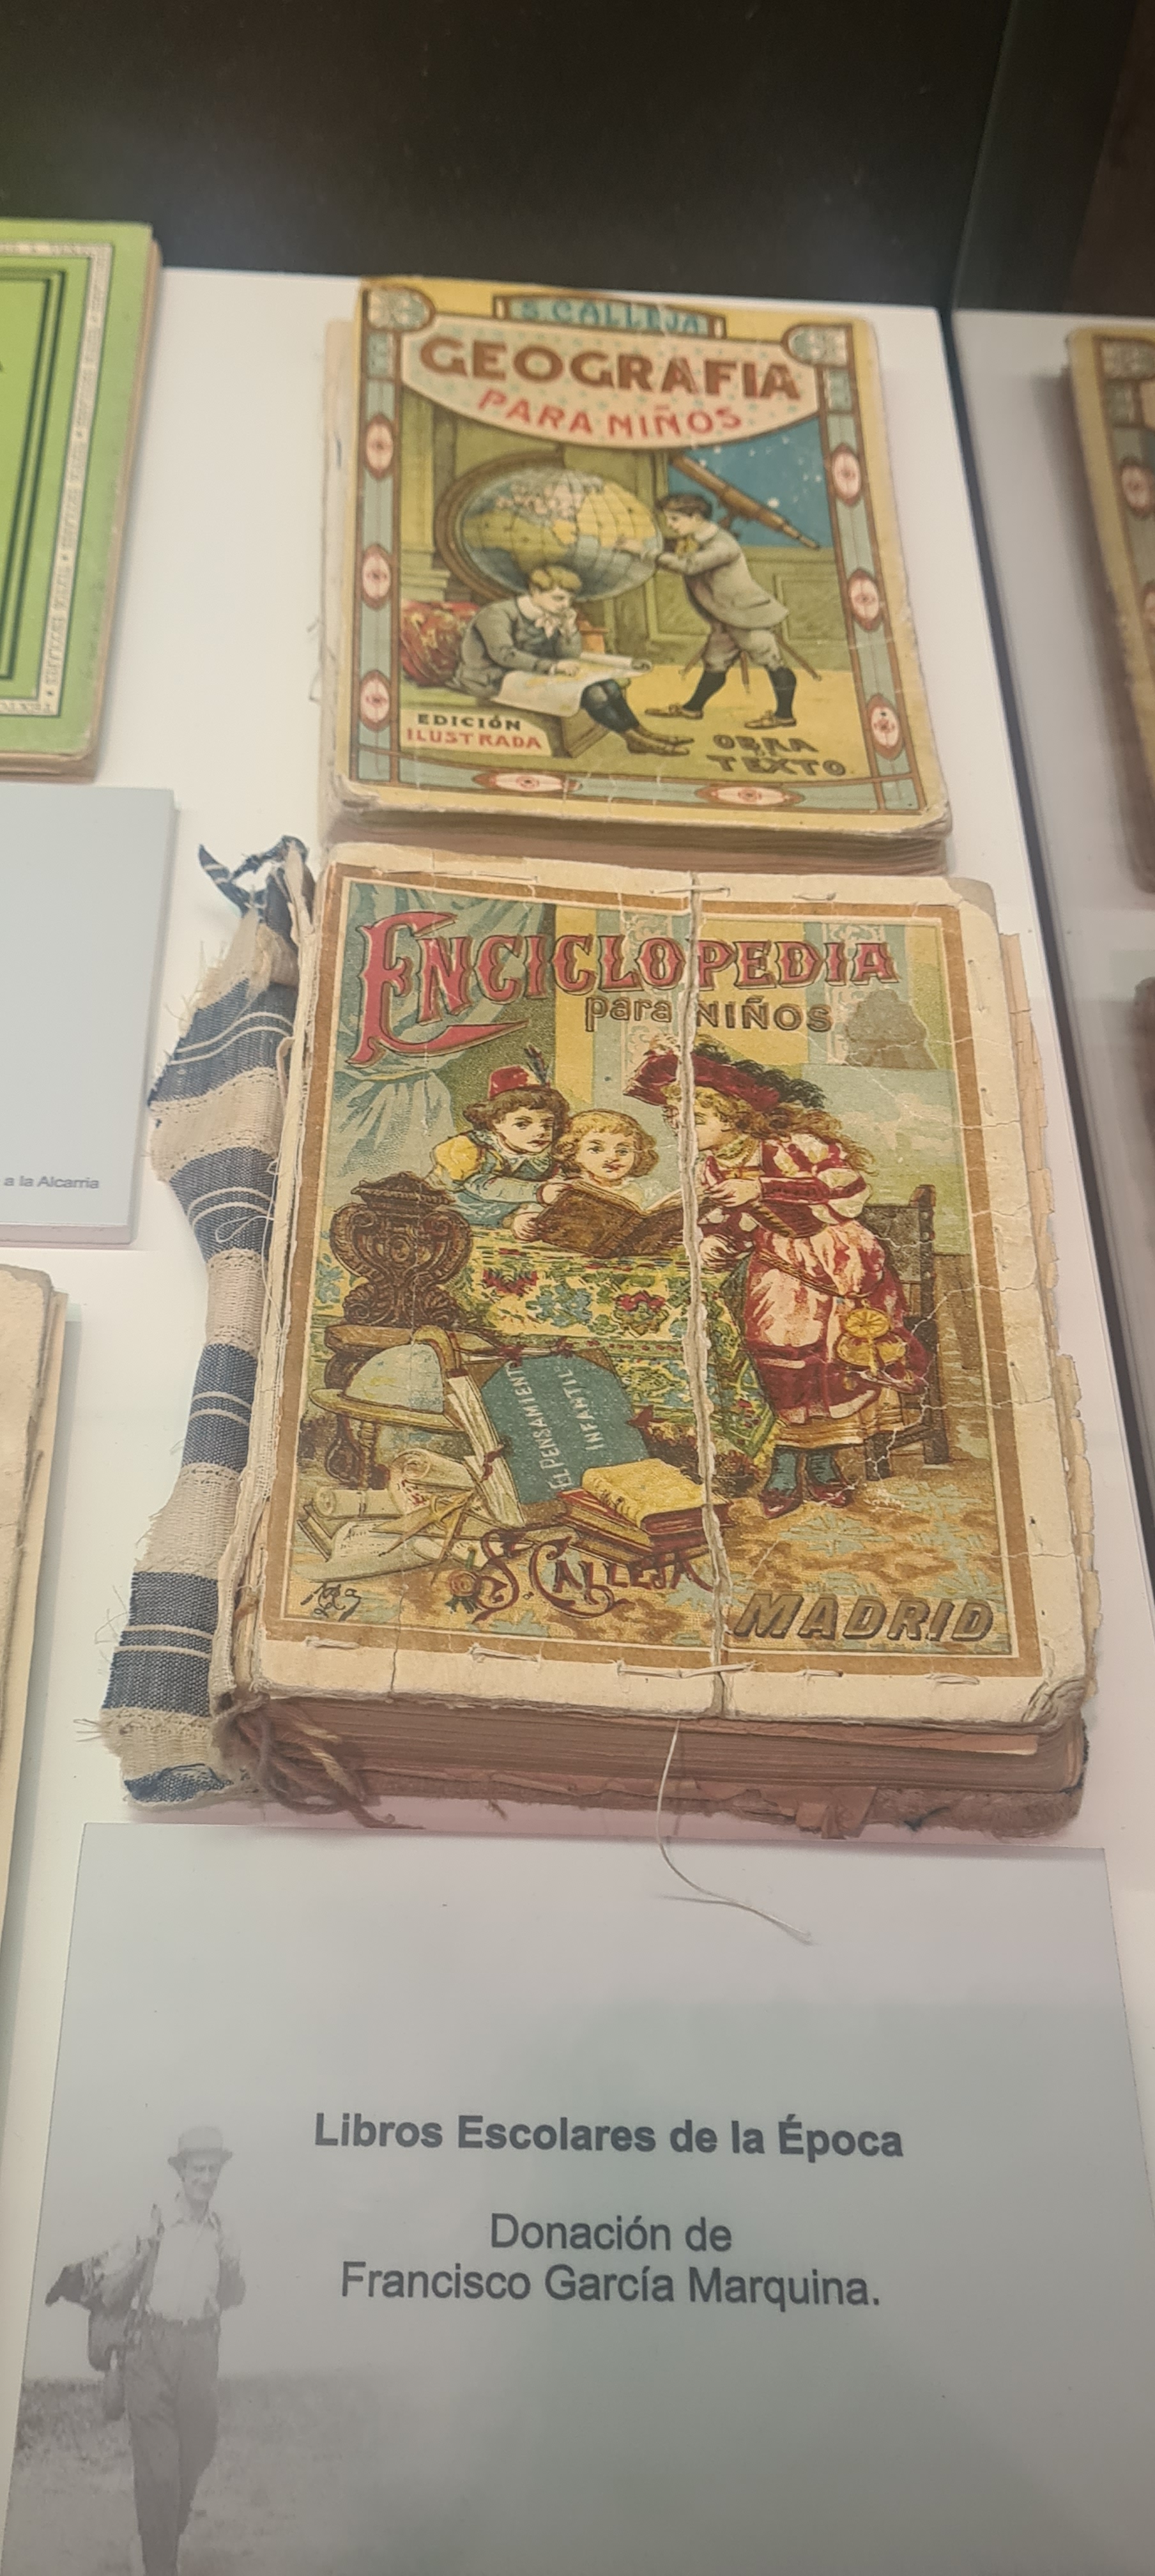 S. CALLEJA
GEOGRAFIA
PARA NIÑOS
EDICIÓN
ILUSTRADA
OBRA
TEXTO
ENCICLOPEDIA
para NIÑOS
EL PENSAMIENTO
INFANTIL
S. CALLEJA
MADRID
a la Alcarria
Libros Escolares de la Época
Donación de
Francisco García Marquina.